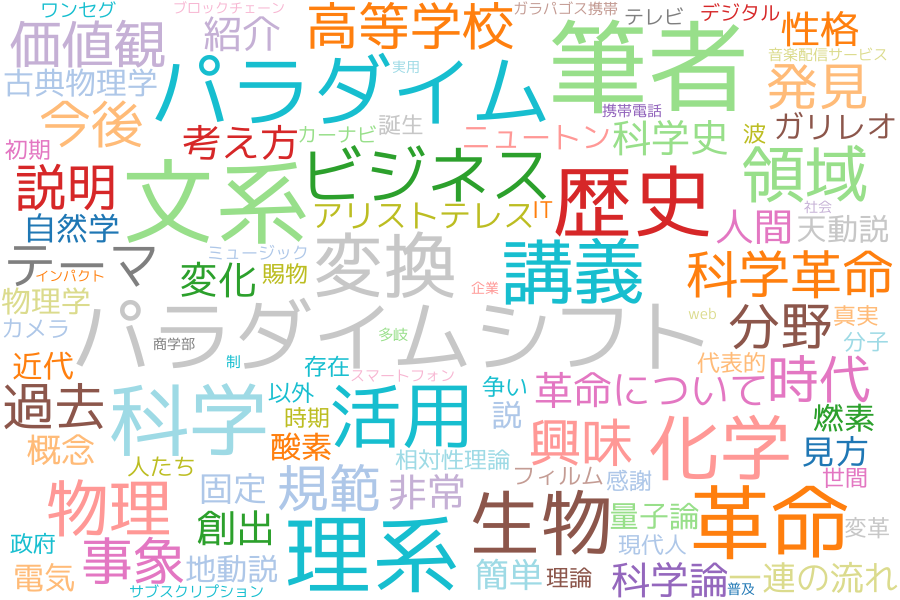 ワンセグ
ブロックチェーン
高等学校
ガラパゴス携帯
テレビ
デジタル
性格
価値観
紹介
筆者
音楽配信サービス
古典物理学
パラダイム
実用
発見
今後
携帯電話
考え方
カーナビ
誕生
ニュートン
科学史
波
ガリレオ
初期
説明
文系
ビジネス
歴史
領域
自然学
アリストテレス
IT
人間
社会
天動説
テーマ
ミュージック
変換
講義
インパクト
変化
賜物
企業
科学革命
物理学
パラダイムシフト
web
分野
真実
カメラ
商学部
多岐
分子
近代
制
存在
スマートフォン
争い
代表的
過去
科学
以外
時期
活用
説
革命について
時代
燃素
概念
人たち
酸素
相対性理論
興味
化学
見方
世間
フィルム
感謝
物理
固定
規範
非常
生物
量子論
革命
変革
政府
創出
理系
現代人
事象
地動説
簡単
理論
科学論
一連の流れ
電気
サブスクリプション
普及